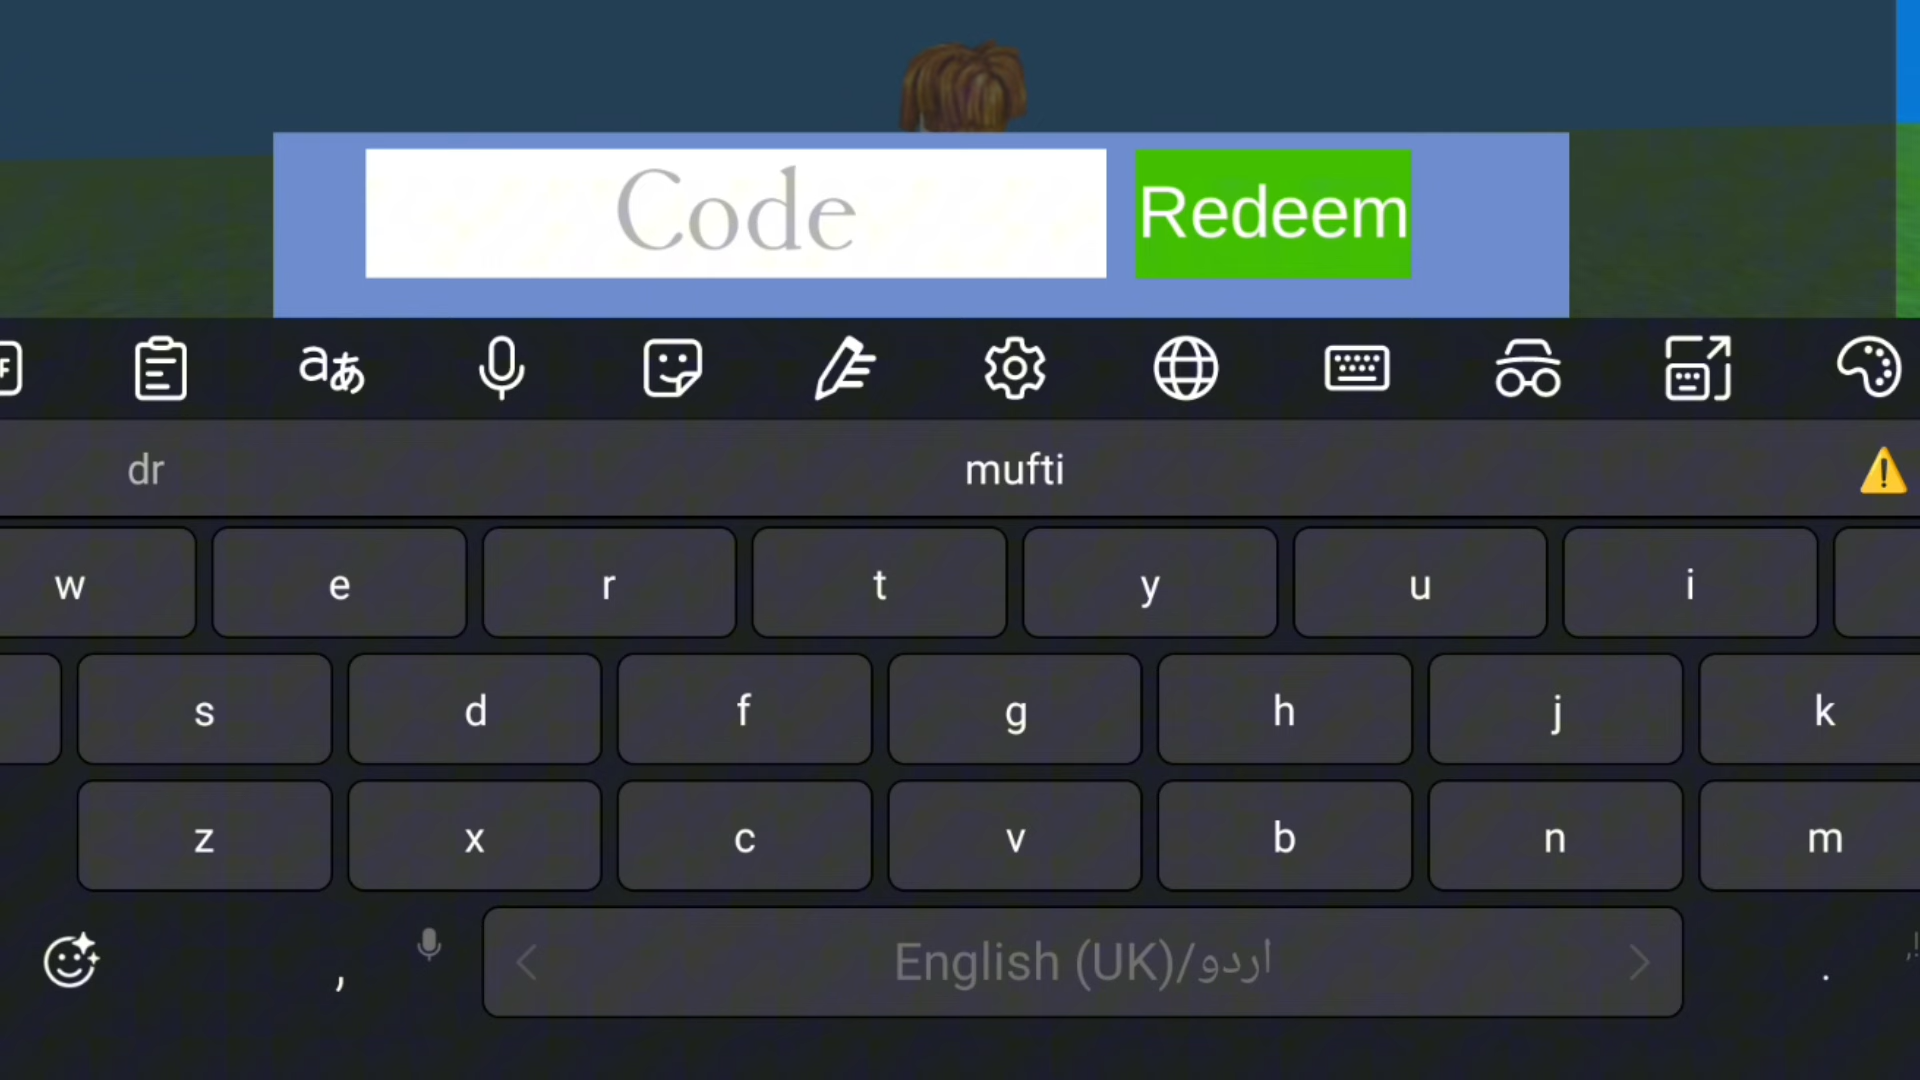 Code
Redeem
dr
mufti
w e r t y u i
s d f g h j k
z x c v b n m
, English (UK)/اردو .